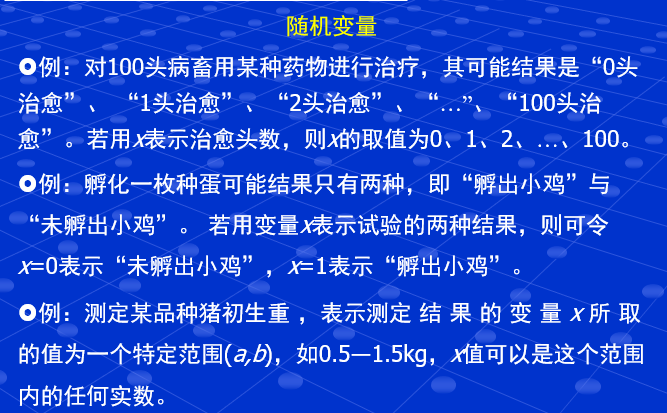 随机变量
例：对100头病畜用某种药物进行治疗，其可能结果是“0头
治愈”、“1头治愈”、“2头治愈”、“…”、“100头治
愈”。若用x表示治愈头数，则x的取值为0、1、2、…、100。
例：孵化一枚种蛋可能结果只有两种，即“孵出小鸡”与
“未孵出小鸡”。 若用变量x表示试验的两种结果，则可令
x=0表示“未孵出小鸡”，x=1表示“孵出小鸡”。
例：测定某品种猪初生重 ，表示测定 结 果 的 变 量 x 所 取
的值为一个特定范围(a,b)，如0.5—1.5kg，x值可以是这个范围
内的任何实数。